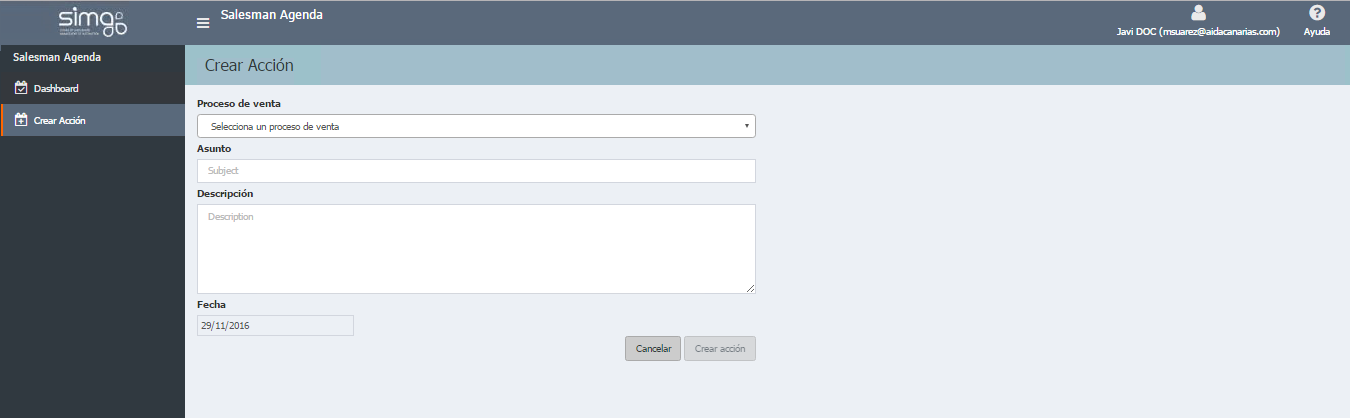 simgo
Salesman Agenda
Javi DOC (msuarez@aidacanarias.com)
Ayuda
Salesman Agenda
Dashboard
Crear Acción
Crear Acción
Proceso de venta
Selecciona un proceso de venta
Asunto
Subject
Descripción
Description
Fecha
29/11/2016
Cancelar
Crear acción